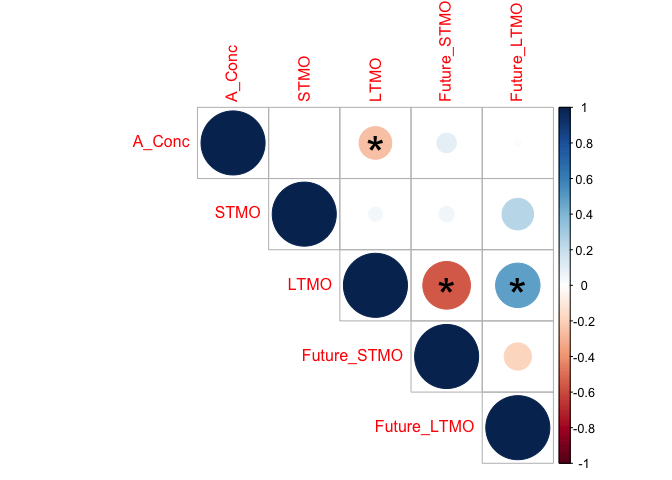 A_Conc
STMO
LTMO
Future_STMO
Future_LTMO
A_Conc
*
STMO
LTMO
* *
Future_STMO
Future_LTMO
1
0.8
0.6
0.4
0.2
0
-0.2
-0.4
-0.6
-0.8
-1